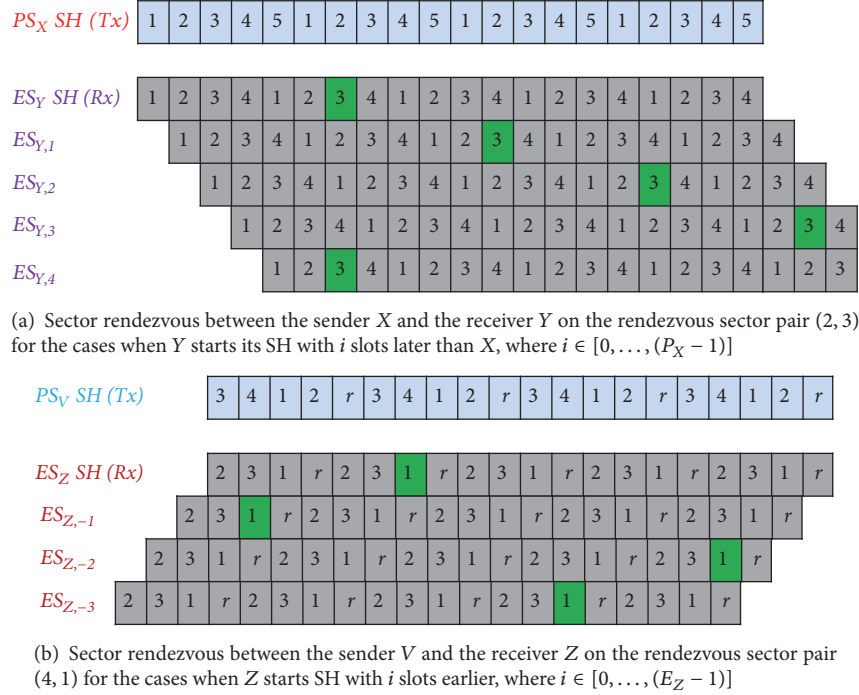 PS_X SH (Tx) 1 2 3 4 5 1 2 3 4 5 1 2 3 4 5 1 2 3 4 5
ES_Y SH (Rx) 1 2 3 4 1 2 3 4 1 2 3 4 1 2 3 4 1 2 3 4
ES_Y,1 1 2 3 4 1 2 3 4 1 2 3 4 1 2 3 4 1 2 3 4
ES_Y,2 1 2 3 4 1 2 3 4 1 2 3 4 1 2 3 4 1 2 3 4
ES_Y,3 1 2 3 4 1 2 3 4 1 2 3 4 1 2 3 4 1 2 3 4
ES_Y,4 1 2 3 4 1 2 3 4 1 2 3 4 1 2 3 4 1 2 3
(a) Sector rendezvous between the sender X and the receiver Y on the rendezvous sector pair (2, 3)
for the cases when Y starts its SH with i slots later than X, where i ∈ [0, . . . , (P_X − 1)]
PS_V SH (Tx) 3 4 1 2 r 3 4 1 2 r 3 4 1 2 r 3 4 1 2 r
ES_Z SH (Rx) 2 3 1 r 2 3 1 r 2 3 1 r 2 3 1 r 2 3 1 r
ES_Z,−1 2 3 1 r 2 3 1 r 2 3 1 r 2 3 1 r 2 3 1 r
ES_Z,−2 2 3 1 r 2 3 1 r 2 3 1 r 2 3 1 r 2 3 1 r
ES_Z,−3 2 3 1 r 2 3 1 r 2 3 1 r 2 3 1 r 2 3 1 r
(b) Sector rendezvous between the sender V and the receiver Z on the rendezvous sector pair
(4, 1) for the cases when Z starts SH with i slots earlier, where i ∈ [0, . . . , (E_Z − 1)]